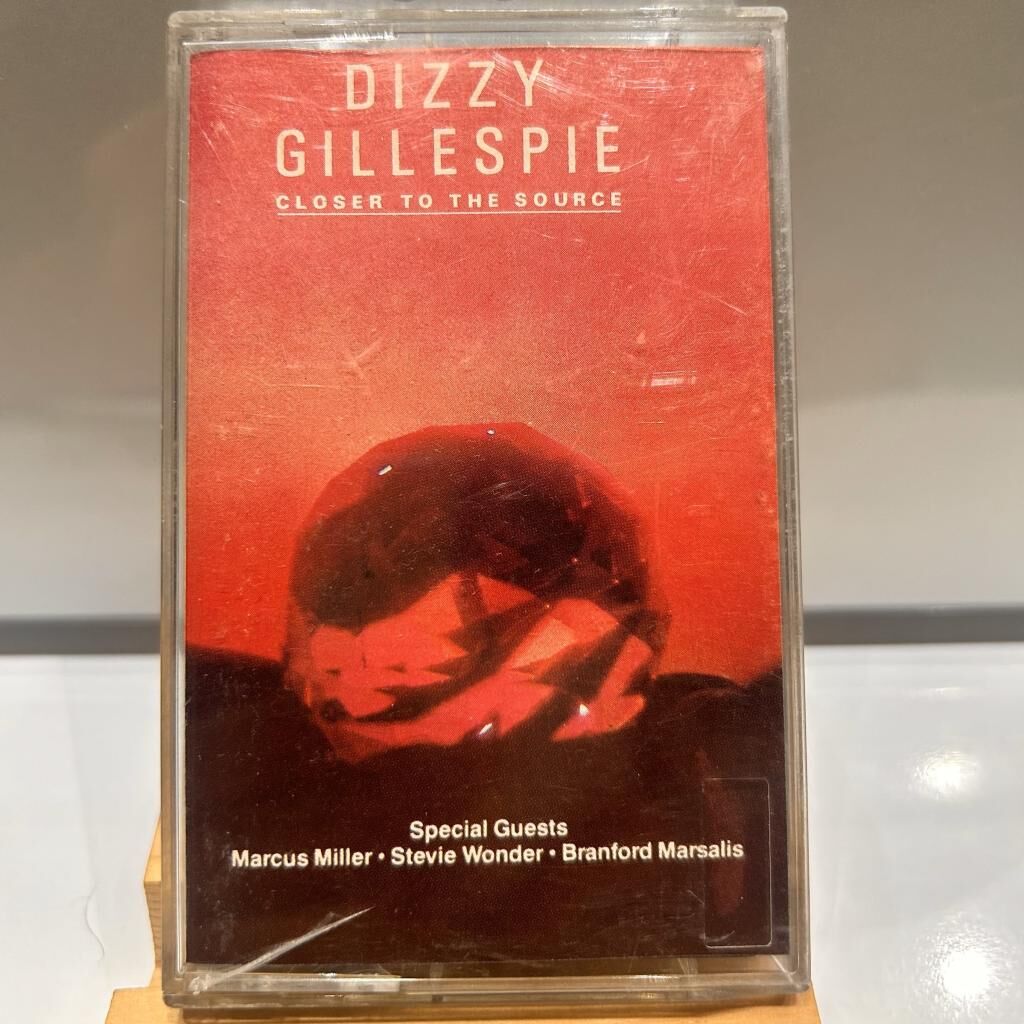 DIZZY
GILLESPIE
CLOSER TO THE SOURCE
Special Guests
Marcus Miller • Stevie Wonder • Branford Marsalis